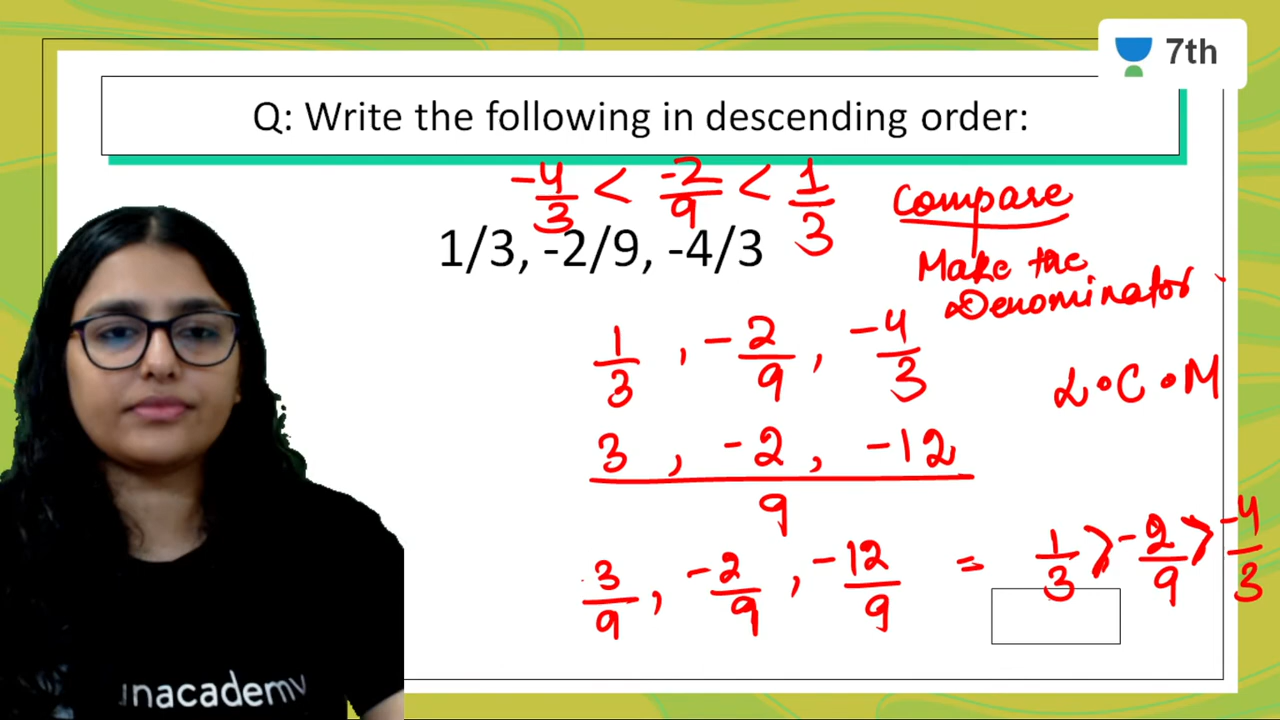 7th
Q: Write the following in descending order:
-4/3 < -2/9 < 1/3
1/3, -2/9, -4/3
Compare
Make the
Denominator
1/3, -2/9, -4/3
L.C.M
3, -2, -12
9
3/9, -2/9, -12/9 = 1/3 > -2/9 > -4/3
unacademy